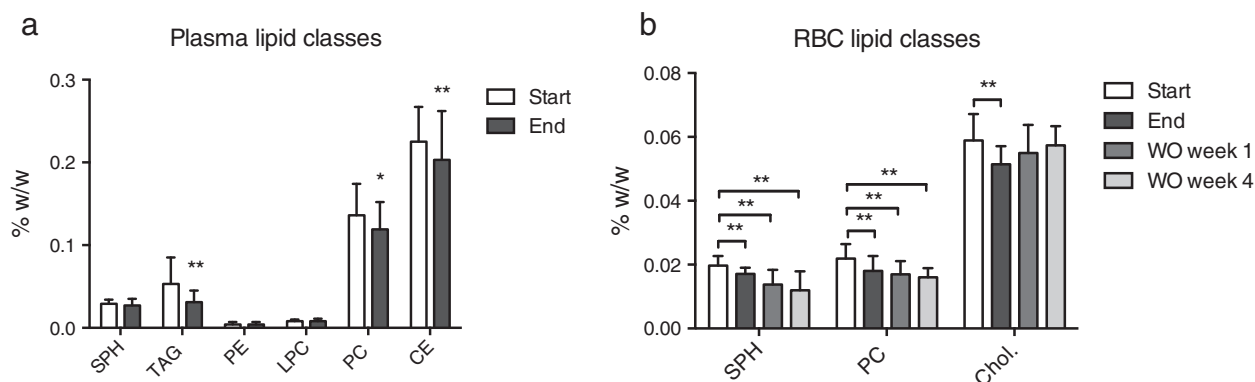 a
Plasma lipid classes
% w/w
0.3
0.2
0.1
0.0
Start
End
**
*
**
SPH
TAG
PE
LPC
PC
CE
b
RBC lipid classes
% w/w
0.08
0.06
0.04
0.02
0.00
**
**
**
**
**
**
**
Start
End
WO week 1
WO week 4
SPH
PC
Chol.